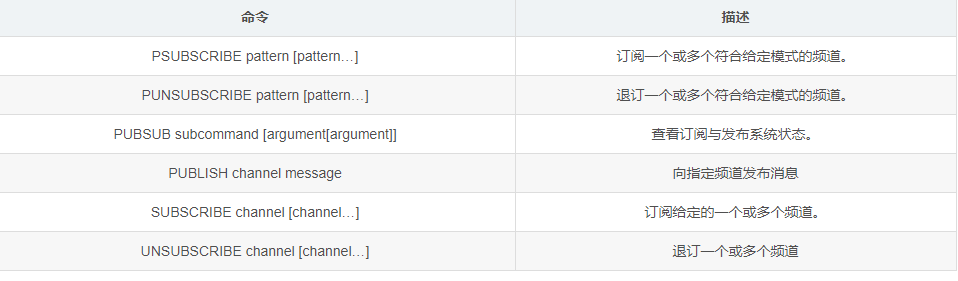 命令 描述
PSUBSCRIBE pattern [pattern…] 订阅一个或多个符合给定模式的频道。
PUNSUBSCRIBE pattern [pattern…] 退订一个或多个符合给定模式的频道。
PUBSUB subcommand [argument[argument]] 查看订阅与发布系统状态。
PUBLISH channel message 向指定频道发布消息
SUBSCRIBE channel [channel…] 订阅给定的一个或多个频道。
UNSUBSCRIBE channel [channel…] 退订一个或多个频道